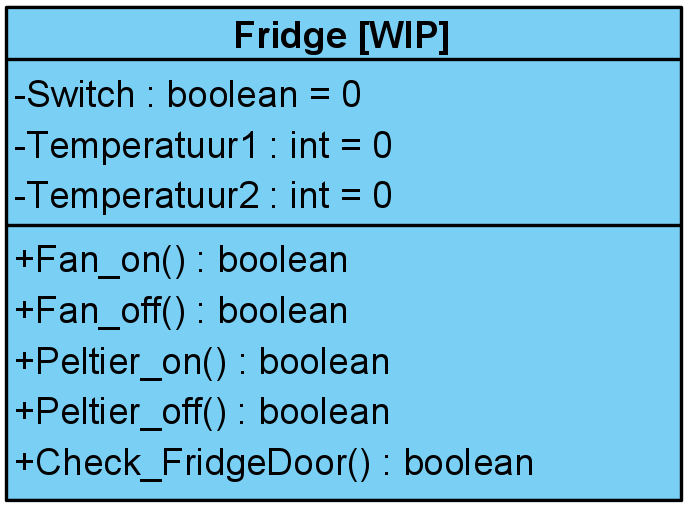 Fridge [WIP]
-Switch : boolean = 0
-Temperatuur1 : int = 0
-Temperatuur2 : int = 0
+Fan_on() : boolean
+Fan_off() : boolean
+Peltier_on() : boolean
+Peltier_off() : boolean
+Check_FridgeDoor() : boolean